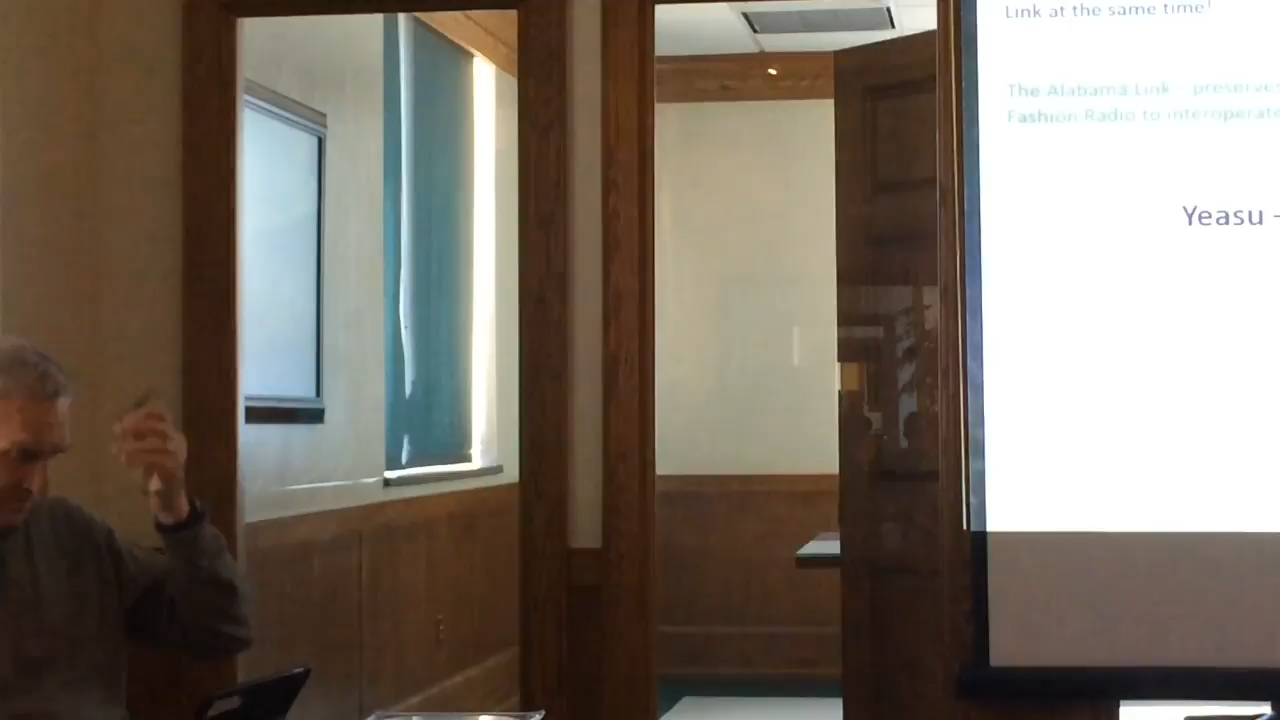 Link at the same time!
The Alabama Link - preserves
Fashion Radio to interoperate
Yeasu -